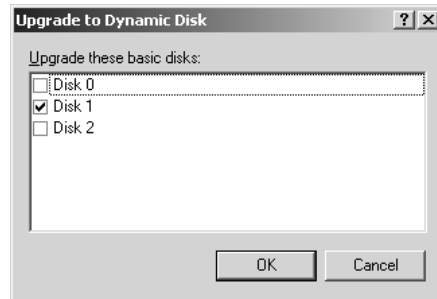 Upgrade to Dynamic Disk
Upgrade these basic disks:
Disk 0
Disk 1
Disk 2
OK Cancel